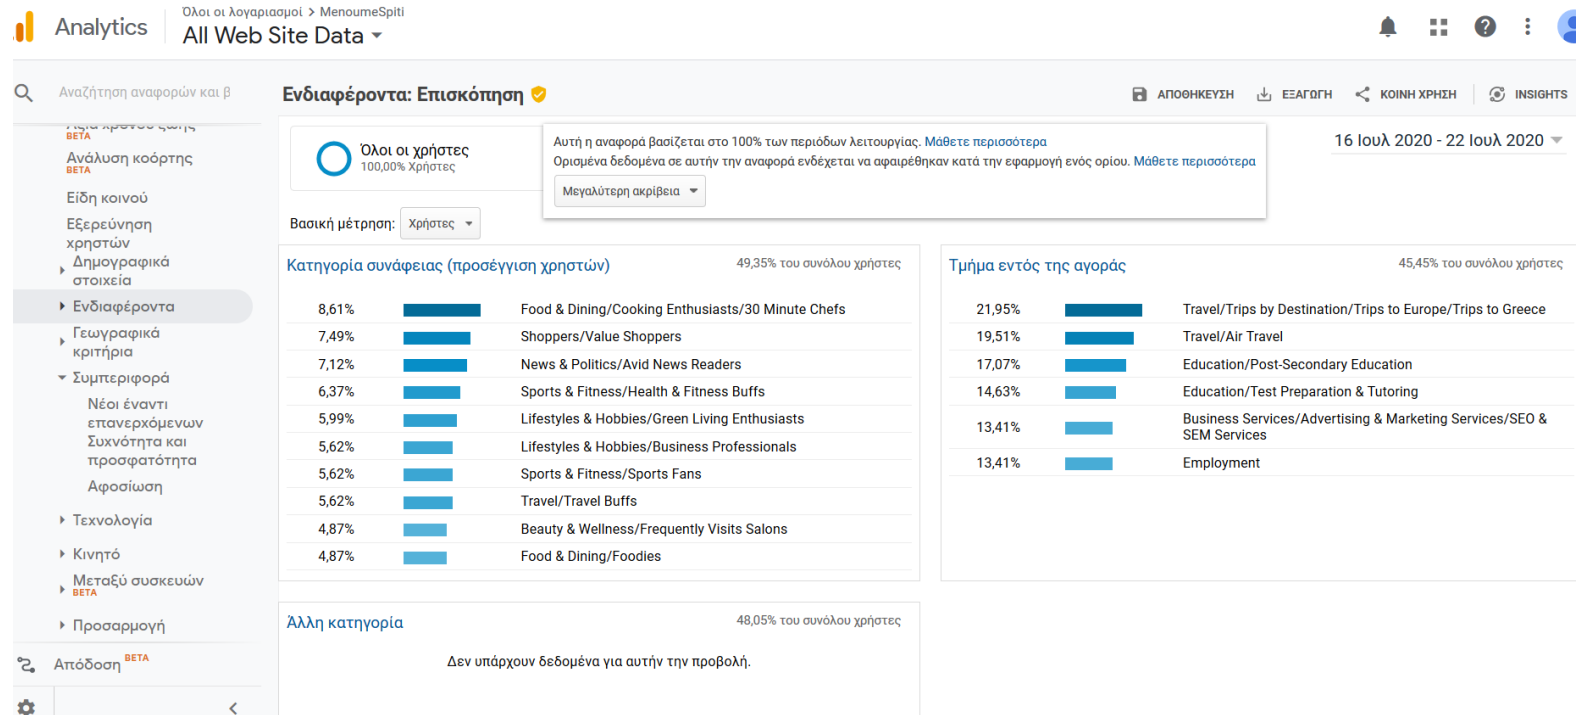 Όλοι οι λογαριασμοί > MenoumeSpiti
Analytics
All Web Site Data
Αναζήτηση αναφορών και β
Ενδιαφέροντα: Επισκόπηση
ΑΠΟΘΗΚΕΥΣΗ
ΕΞΑΓΩΓΗ
ΚΟΙΝΗ ΧΡΗΣΗ
INSIGHTS
BETA
Ανάλυση κοόρτης
BETA
Είδη κοινού
Εξερεύνηση
χρηστών
Δημογραφικά
στοιχεία
Ενδιαφέροντα
Γεωγραφικά
κριτήρια
Συμπεριφορά
Νέοι έναντι
επανερχόμενων
Συχνότητα και
προσφατότητα
Αφοσίωση
Τεχνολογία
Κινητό
Μεταξύ συσκευών
BETA
Προσαρμογή
Απόδοση BETA
Όλοι οι χρήστες
100,00% Χρήστες
Αυτή η αναφορά βασίζεται στο 100% των περιόδων λειτουργίας. Μάθετε περισσότερα
Ορισμένα δεδομένα σε αυτήν την αναφορά ενδέχεται να αφαιρέθηκαν κατά την εφαρμογή ενός ορίου. Μάθετε περισσότερα
Μεγαλύτερη ακρίβεια
16 Ιουλ 2020 - 22 Ιουλ 2020
Βασική μέτρηση: Χρήστες
Κατηγορία συνάφειας (προσέγγιση χρηστών) 49,35% του συνόλου χρήστες
8,61% Food & Dining/Cooking Enthusiasts/30 Minute Chefs
7,49% Shoppers/Value Shoppers
7,12% News & Politics/Avid News Readers
6,37% Sports & Fitness/Health & Fitness Buffs
5,99% Lifestyles & Hobbies/Green Living Enthusiasts
5,62% Lifestyles & Hobbies/Business Professionals
5,62% Sports & Fitness/Sports Fans
5,62% Travel/Travel Buffs
4,87% Beauty & Wellness/Frequently Visits Salons
4,87% Food & Dining/Foodies
Τμήμα εντός της αγοράς 45,45% του συνόλου χρήστες
21,95% Travel/Trips by Destination/Trips to Europe/Trips to Greece
19,51% Travel/Air Travel
17,07% Education/Post-Secondary Education
14,63% Education/Test Preparation & Tutoring
13,41% Business Services/Advertising & Marketing Services/SEO &
SEM Services
13,41% Employment
Άλλη κατηγορία 48,05% του συνόλου χρήστες
Δεν υπάρχουν δεδομένα για αυτήν την προβολή.